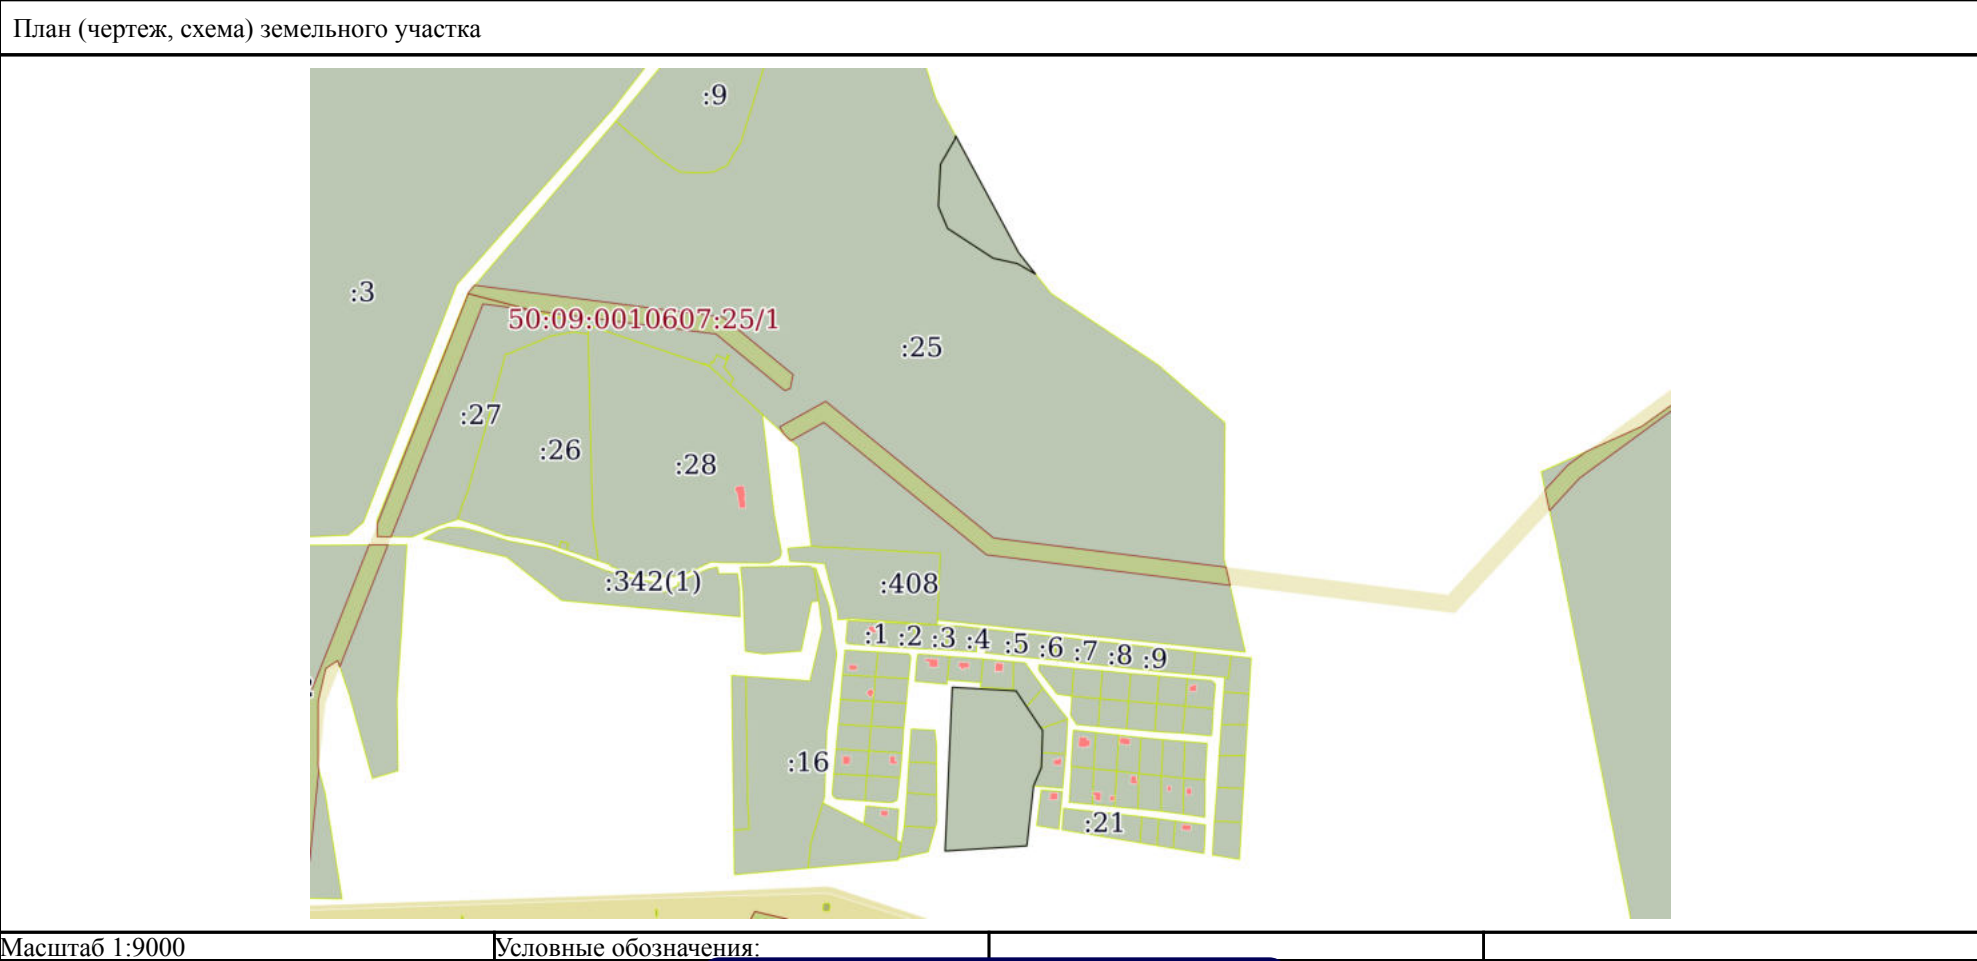 План (чертеж, схема) земельного участка
:9
:3
50:09:0010607:25/1
:25
:27
:26
:28
:342(1)
:408
:1 :2 :3 :4 :5 :6 :7 :8 :9
:16
:21
Масштаб 1:9000
Условные обозначения: